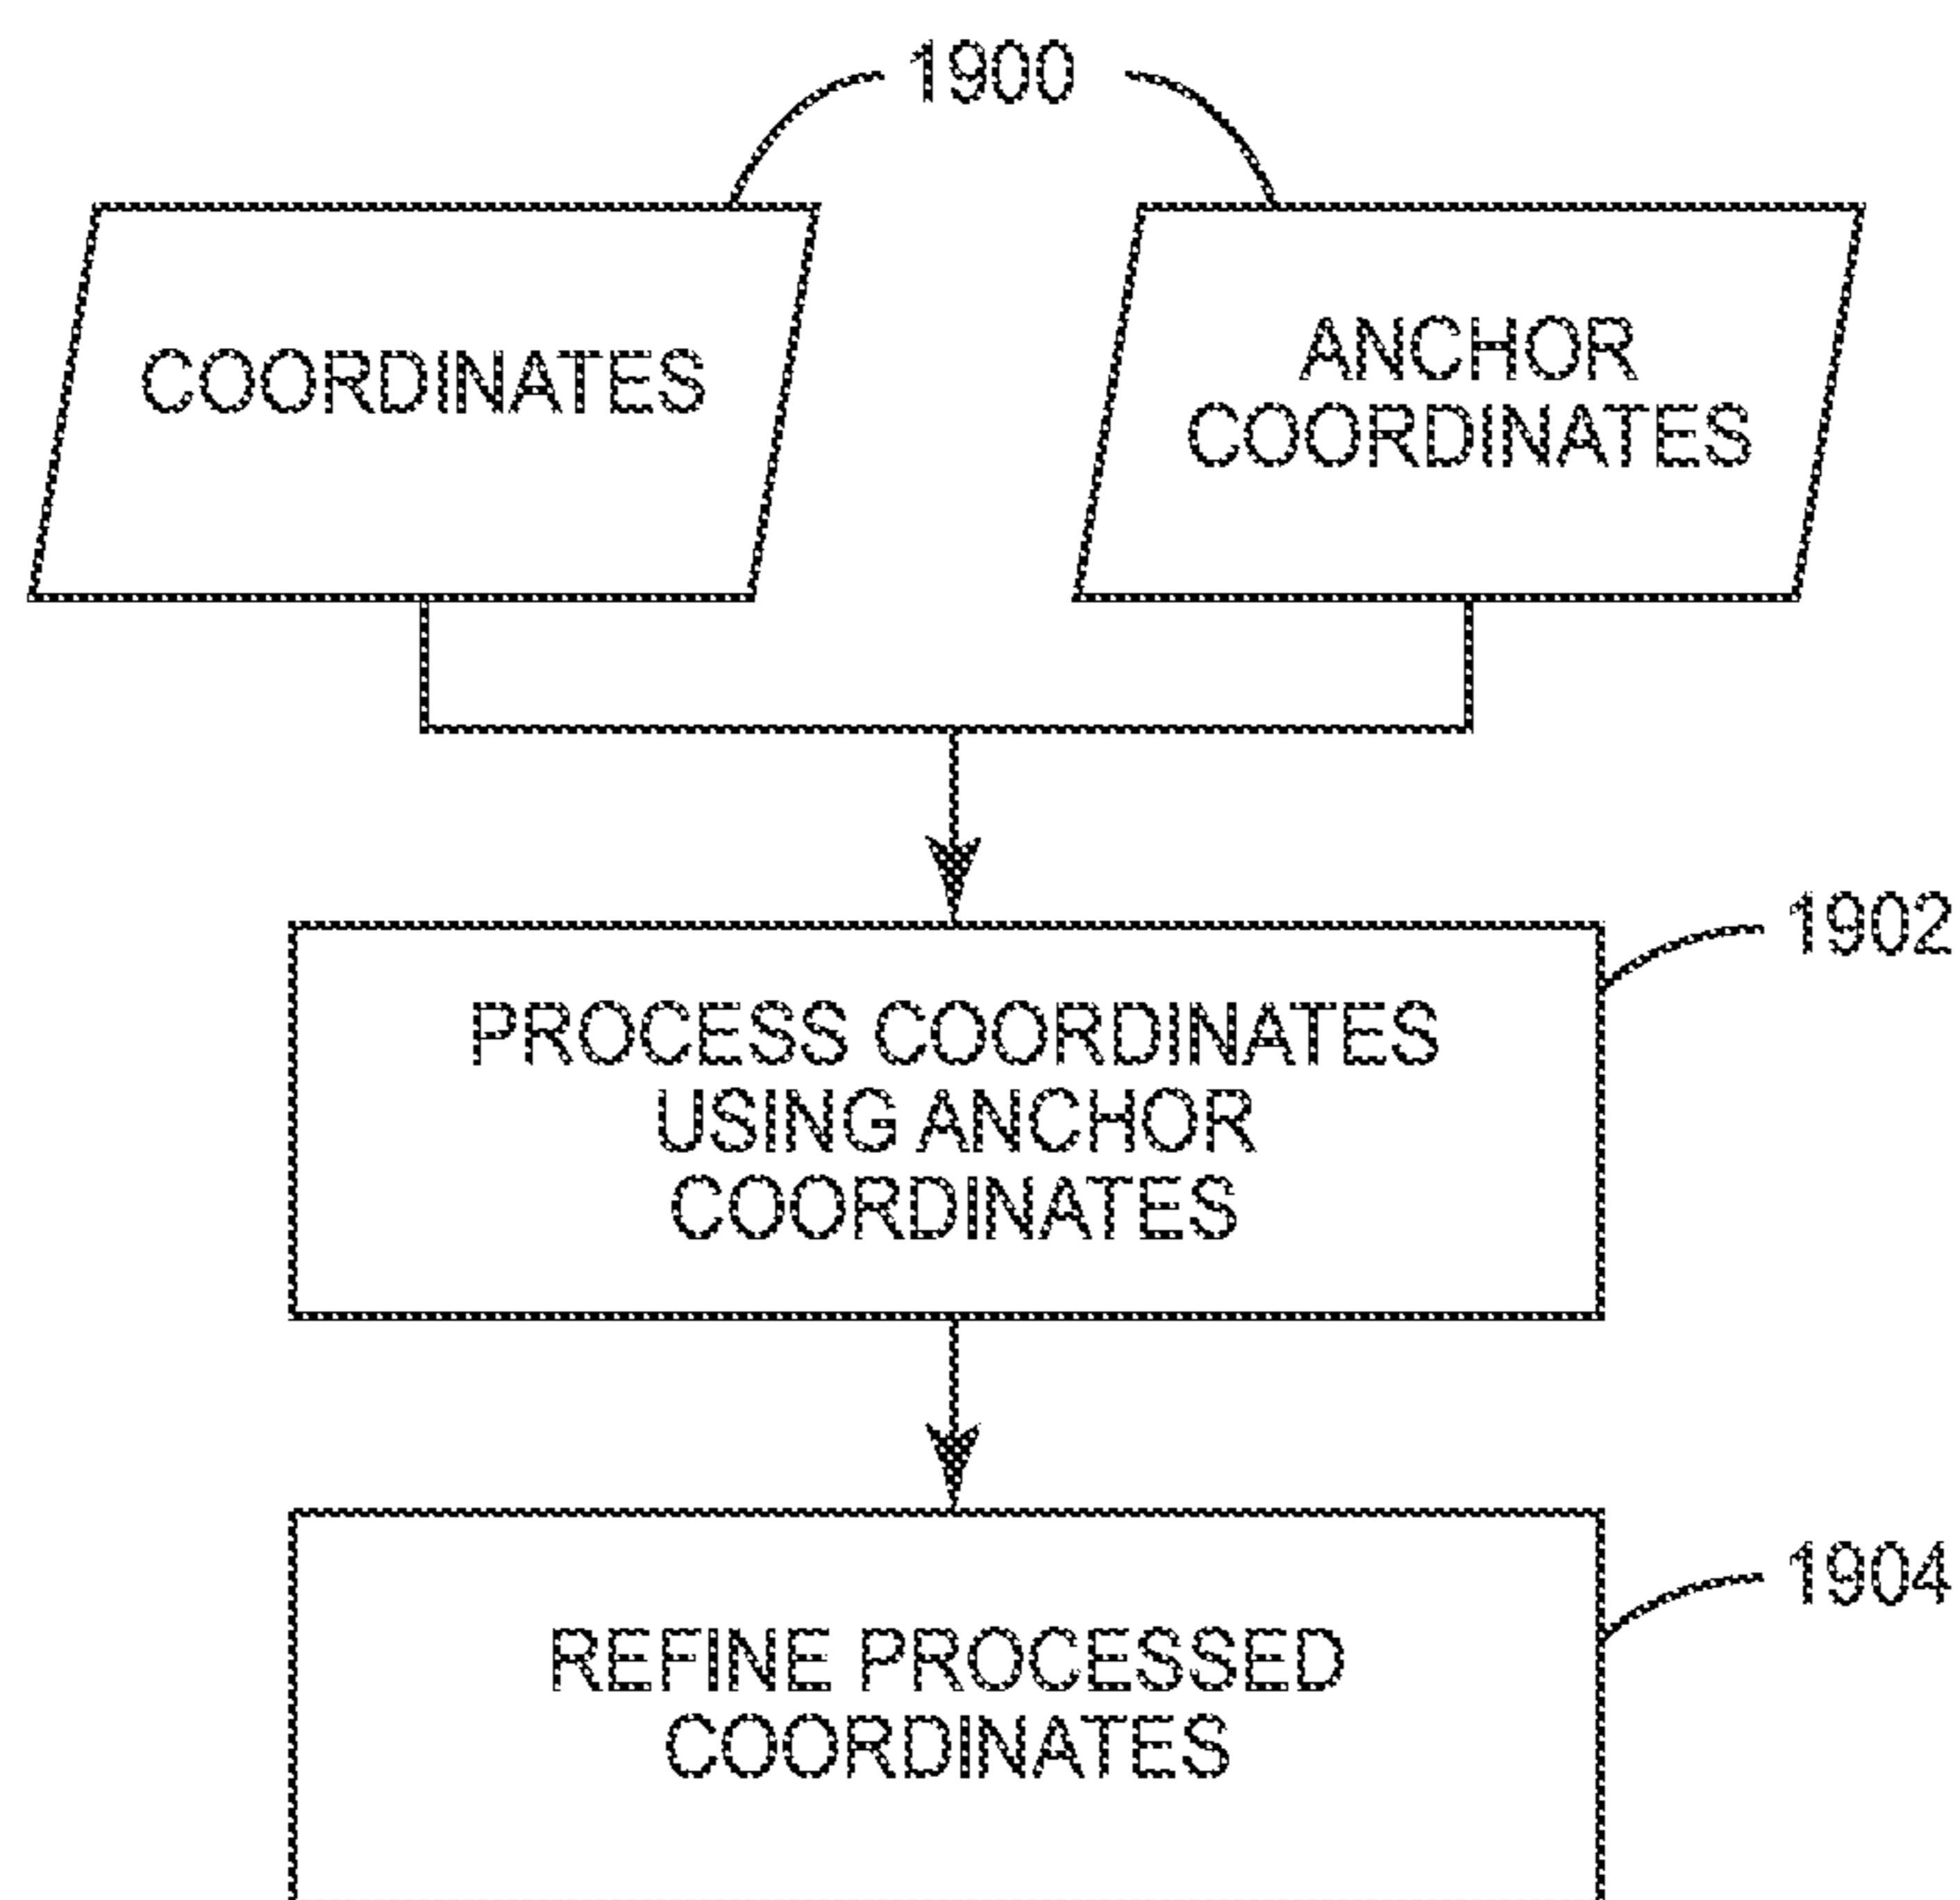 1900
COORDINATES
ANCHOR
COORDINATES
1902
PROCESS COORDINATES
USING ANCHOR
COORDINATES
1904
REFINE PROCESSED
COORDINATES